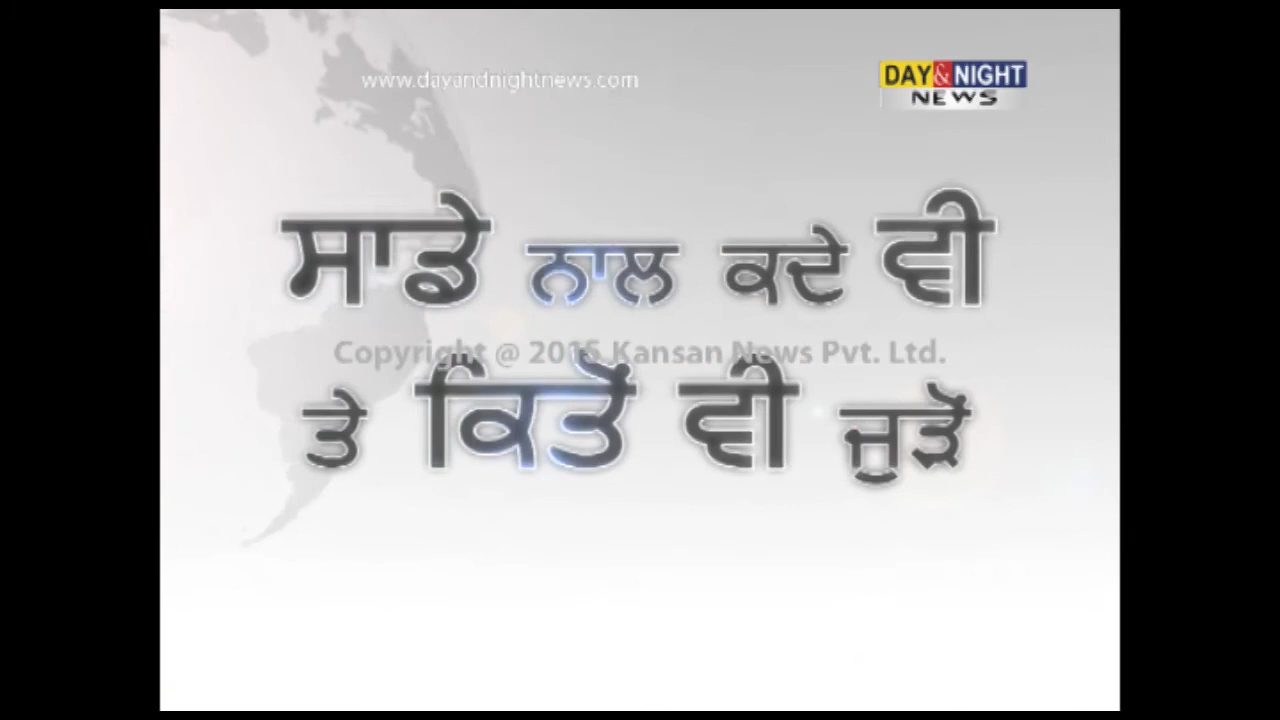 www.dayandnightnews.com
DAY&NIGHT
NEWS
ਸਾਡੇ ਨਾਲ ਕਦੇ ਵੀ
Copyright @ 2015 Kansan News Pvt. Ltd.
ਤੇ ਕਿਤੋਂ ਵੀ ਜੁੜੋਂ